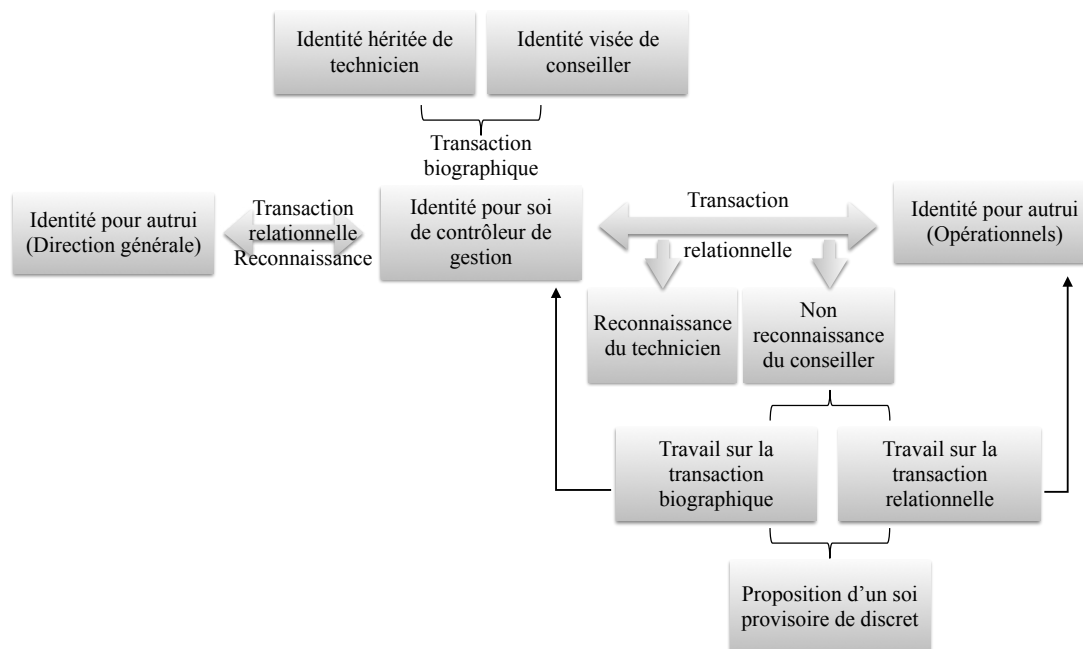 Identité héritée de
technicien
Identité visée de
conseiller
Transaction
biographique
Identité pour autrui
(Direction générale)
Transaction
relationnelle
Reconnaissance
Identité pour soi
de contrôleur de
gestion
Transaction
relationnelle
Identité pour autrui
(Opérationnels)
Reconnaissance
du technicien
Non
reconnaissance
du conseiller
Travail sur la
transaction
biographique
Travail sur la
transaction
relationnelle
Proposition d’un soi
provisoire de discret